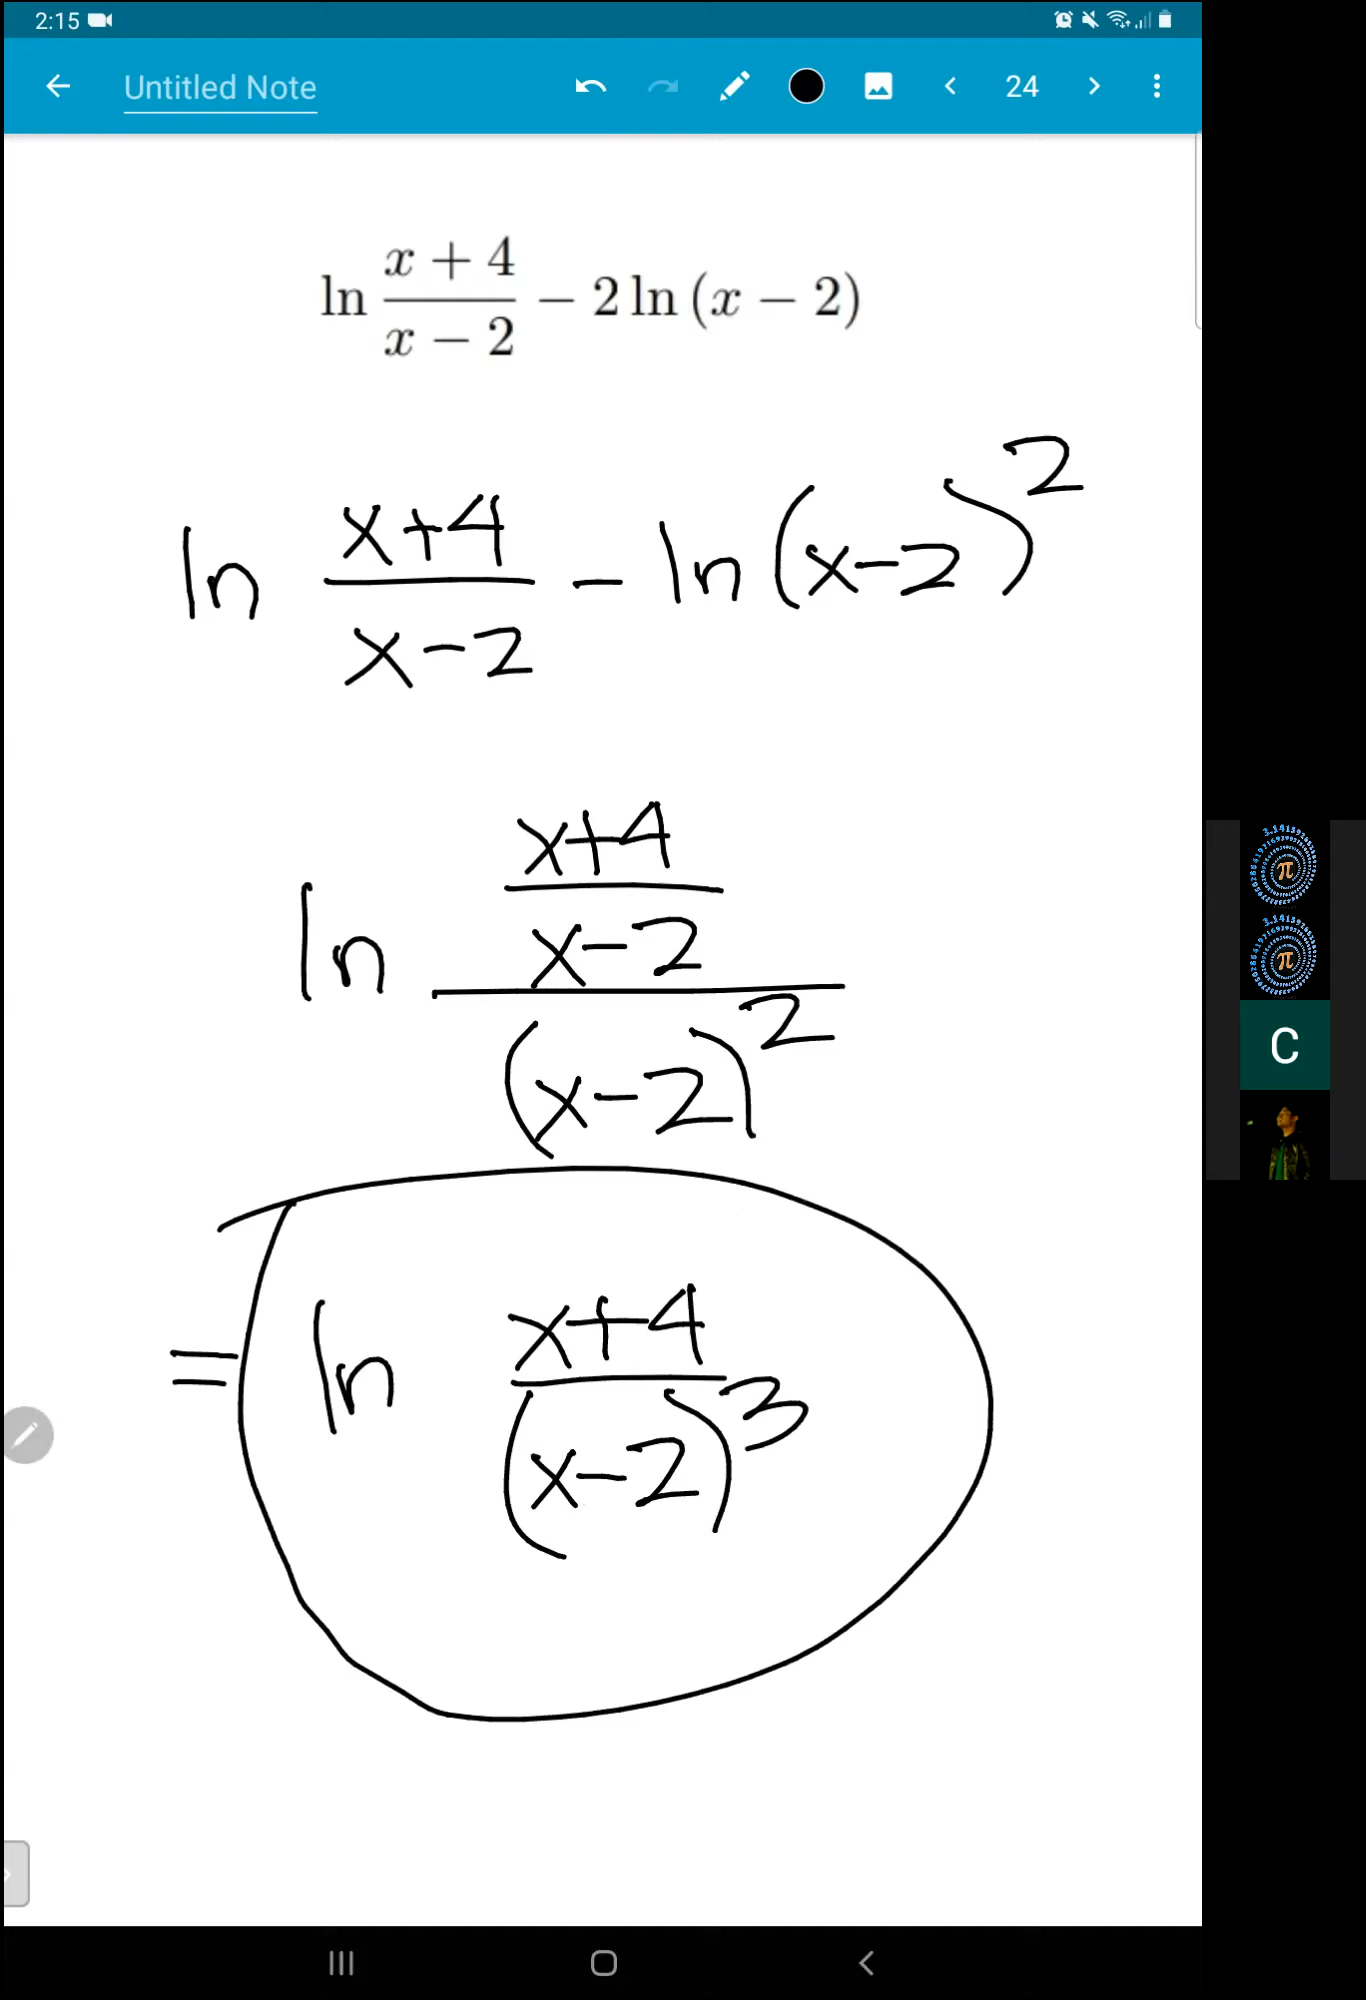 2:15
Untitled Note
24
ln (x + 4)/(x − 2) − 2 ln (x − 2)
ln (x+4)/(x−2) − ln(x−2)^2
ln ((x+4)/(x−2))/(x−2)^2
= ln (x+4)/(x−2)^3
π
π
C